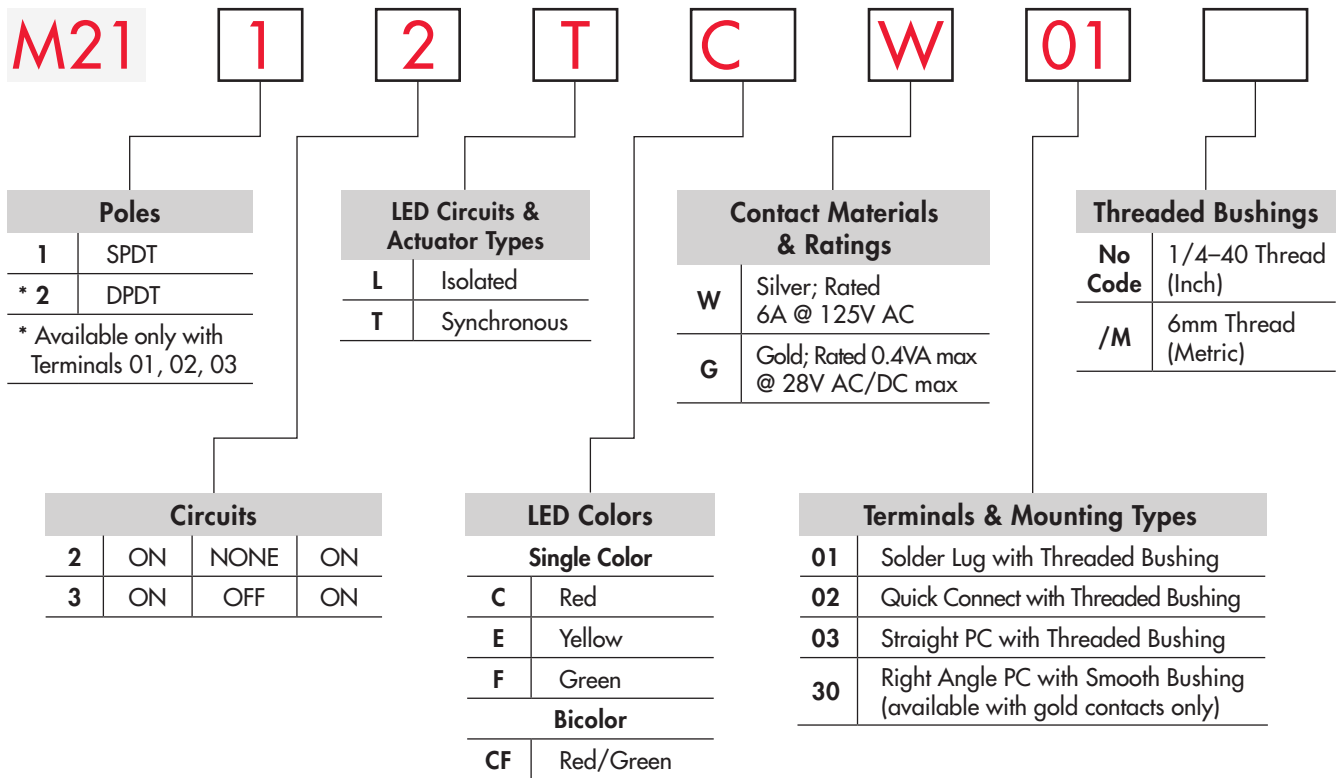 M21 1 2 T C W 01
Poles
1 SPDT
* 2 DPDT
* Available only with
Terminals 01, 02, 03
LED Circuits &
Actuator Types
L Isolated
T Synchronous
Contact Materials
& Ratings
W Silver; Rated
6A @ 125V AC
G Gold; Rated 0.4VA max
@ 28V AC/DC max
Threaded Bushings
No
Code
1/4–40 Thread
(Inch)
/M 6mm Thread
(Metric)
Circuits
2 ON NONE ON
3 ON OFF ON
LED Colors
Single Color
C Red
E Yellow
F Green
Bicolor
CF Red/Green
Terminals & Mounting Types
01 Solder Lug with Threaded Bushing
02 Quick Connect with Threaded Bushing
03 Straight PC with Threaded Bushing
30 Right Angle PC with Smooth Bushing
(available with gold contacts only)